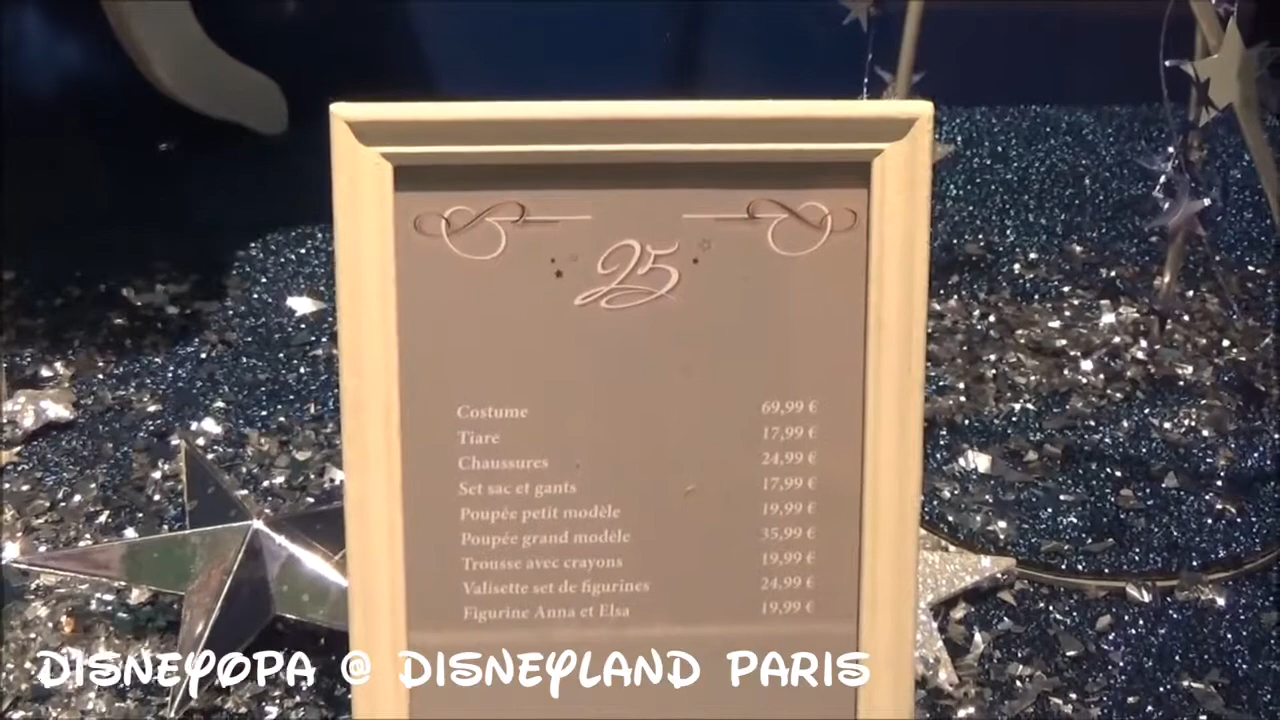 25
Costume 69,99 €
Tiare 17,99 €
Chaussures 24,99 €
Set sac et gants 17,99 €
Poupée petit modèle 19,99 €
Poupée grand modèle 35,99 €
Trousse avec crayons 19,99 €
Valisette set de figurines 24,99 €
Figurine Anna et Elsa 19,99 €
DISNEYOPA @ DISNEYLAND PARIS